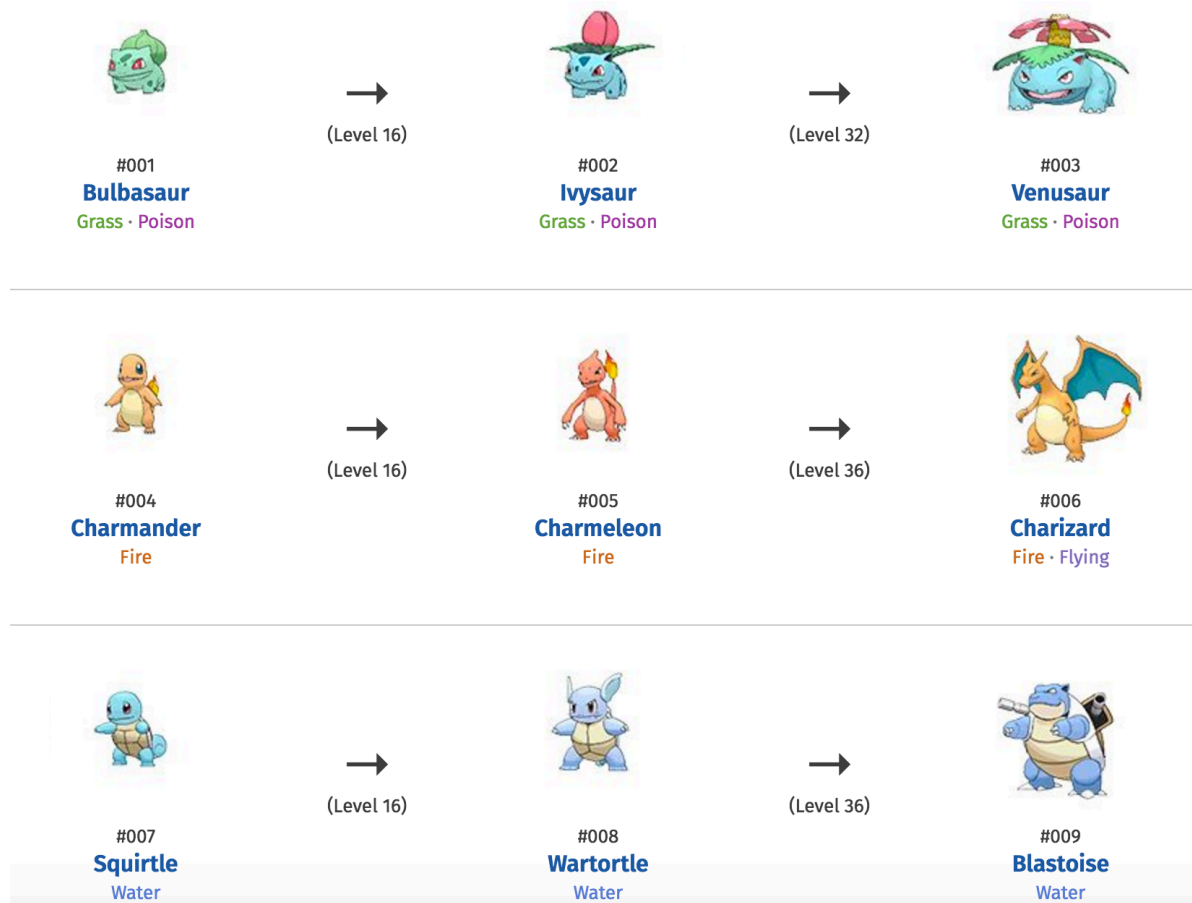 (Level 16)
(Level 32)
#001
#002
#003
Bulbasaur
Ivysaur
Venusaur
Grass · Poison
Grass · Poison
Grass · Poison
(Level 16)
(Level 36)
#004
#005
#006
Charmander
Charmeleon
Charizard
Fire
Fire
Fire · Flying
(Level 16)
(Level 36)
#007
#008
#009
Squirtle
Wartortle
Blastoise
Water
Water
Water